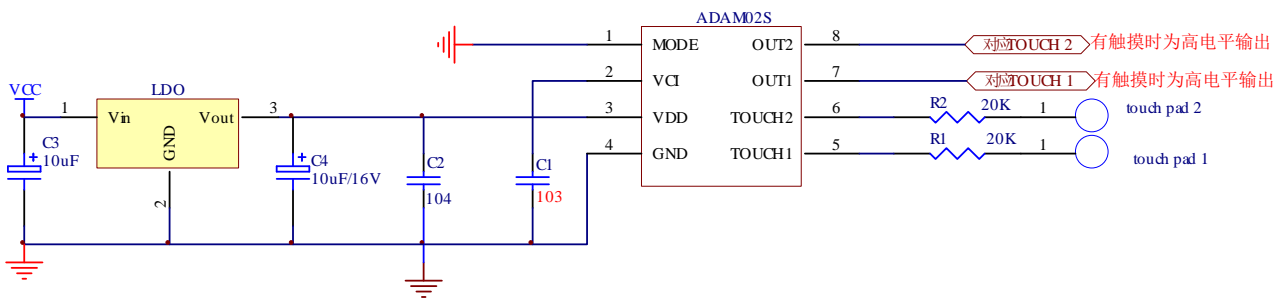 ADAM02S
1 MODE OUT2 8 对应TOUCH 2 有触摸时为高电平输出
2 VCI OUT1 7 对应TOUCH 1 有触摸时为高电平输出
VCC
LDO
1 Vin Vout 3
GND
2
C3
10uF
C4
10uF/16V
C2
104
C1
103
3 VDD TOUCH2 6 R2 20K 1 touch pad 2
4 GND TOUCH1 5 R1 20K 1 touch pad 1